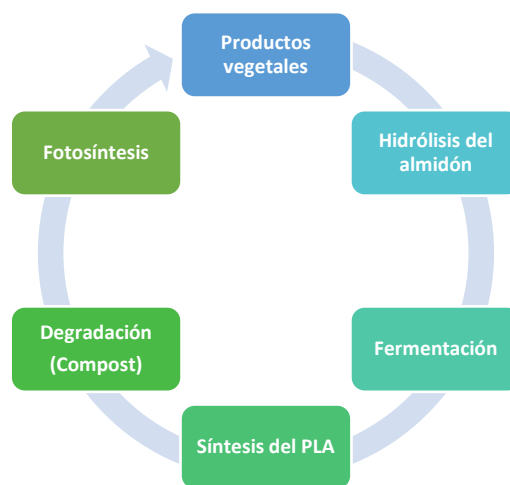 Productos
vegetales
Hidrólisis del
almidón
Fermentación
Síntesis del PLA
Degradación
(Compost)
Fotosíntesis